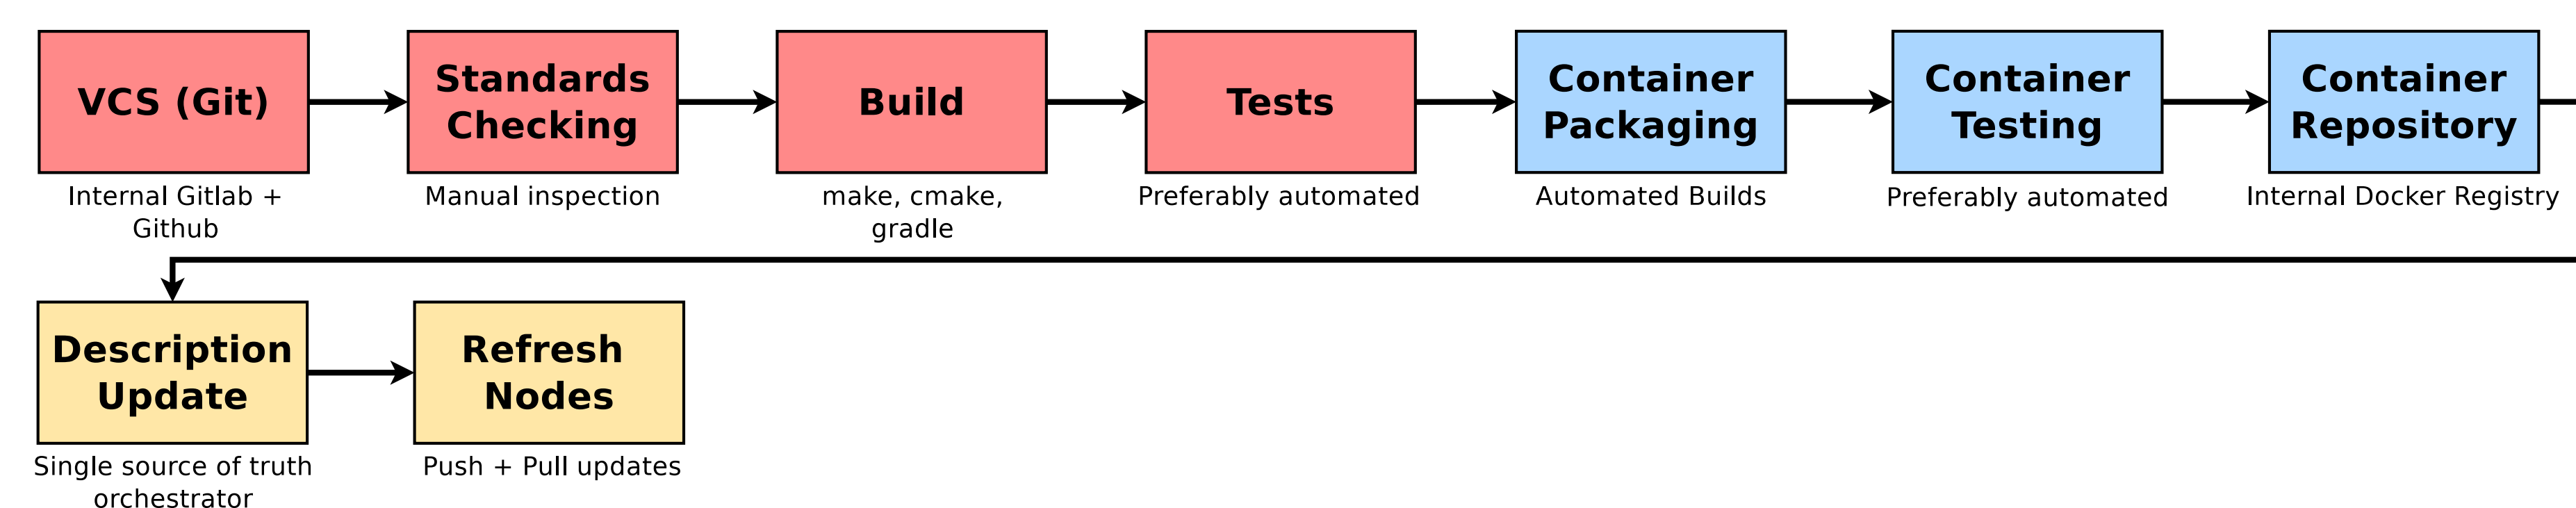 VCS (Git)
Standards
Checking
Build
Tests
Container
Packaging
Container
Testing
Container
Repository
Internal Gitlab +
Github
Manual inspection
make, cmake,
gradle
Preferably automated
Automated Builds
Preferably automated
Internal Docker Registry
Description
Update
Refresh
Nodes
Single source of truth
orchestrator
Push + Pull updates